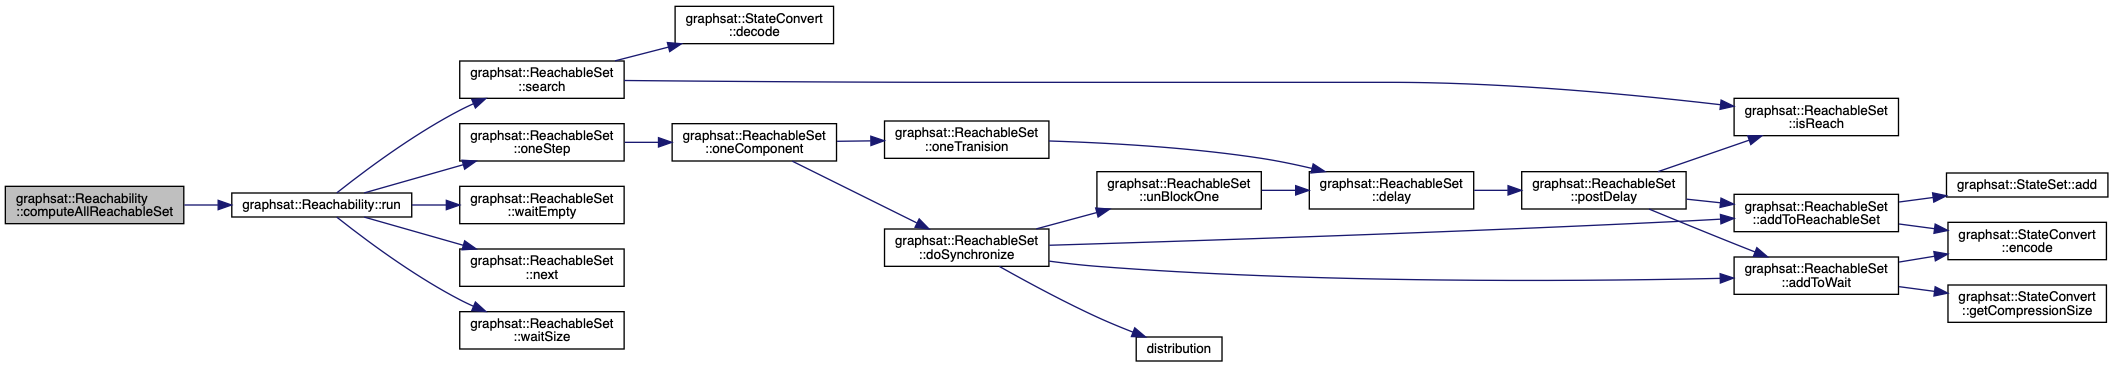 graphsat::Reachability
::computeAllReachableSet
graphsat::Reachability::run
graphsat::ReachableSet
::search
graphsat::ReachableSet
::oneStep
graphsat::ReachableSet
::waitEmpty
graphsat::ReachableSet
::next
graphsat::ReachableSet
::waitSize
graphsat::StateConvert
::decode
graphsat::ReachableSet
::oneComponent
graphsat::ReachableSet
::oneTranision
graphsat::ReachableSet
::doSynchronize
graphsat::ReachableSet
::unBlockOne
distribution
graphsat::ReachableSet
::delay
graphsat::ReachableSet
::postDelay
graphsat::ReachableSet
::isReach
graphsat::ReachableSet
::addToReachableSet
graphsat::ReachableSet
::addToWait
graphsat::StateSet::add
graphsat::StateConvert
::encode
graphsat::StateConvert
::getCompressionSize